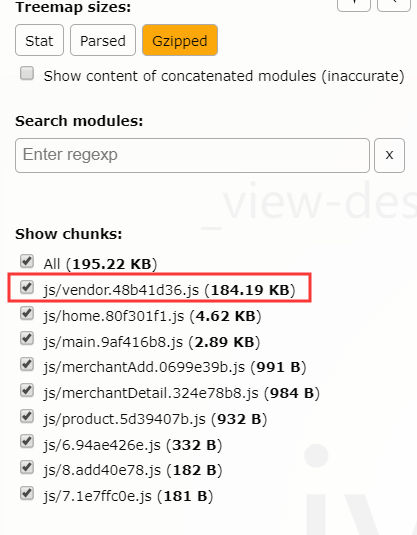 Treemap sizes:
Stat Parsed Gzipped
Show content of concatenated modules (inaccurate)
Search modules:
Enter regexp x
_view-des
Show chunks:
All (195.22 KB)
js/vendor.48b41d36.js (184.19 KB)
js/home.80f301f1.js (4.62 KB)
js/main.9af416b8.js (2.89 KB)
js/merchantAdd.0699e39b.js (991 B)
js/merchantDetail.324e78b8.js (984 B)
js/product.5d39407b.js (932 B)
js/6.94ae426e.js (332 B)
js/8.add40e78.js (182 B)
js/7.1e7ffc0e.js (181 B)